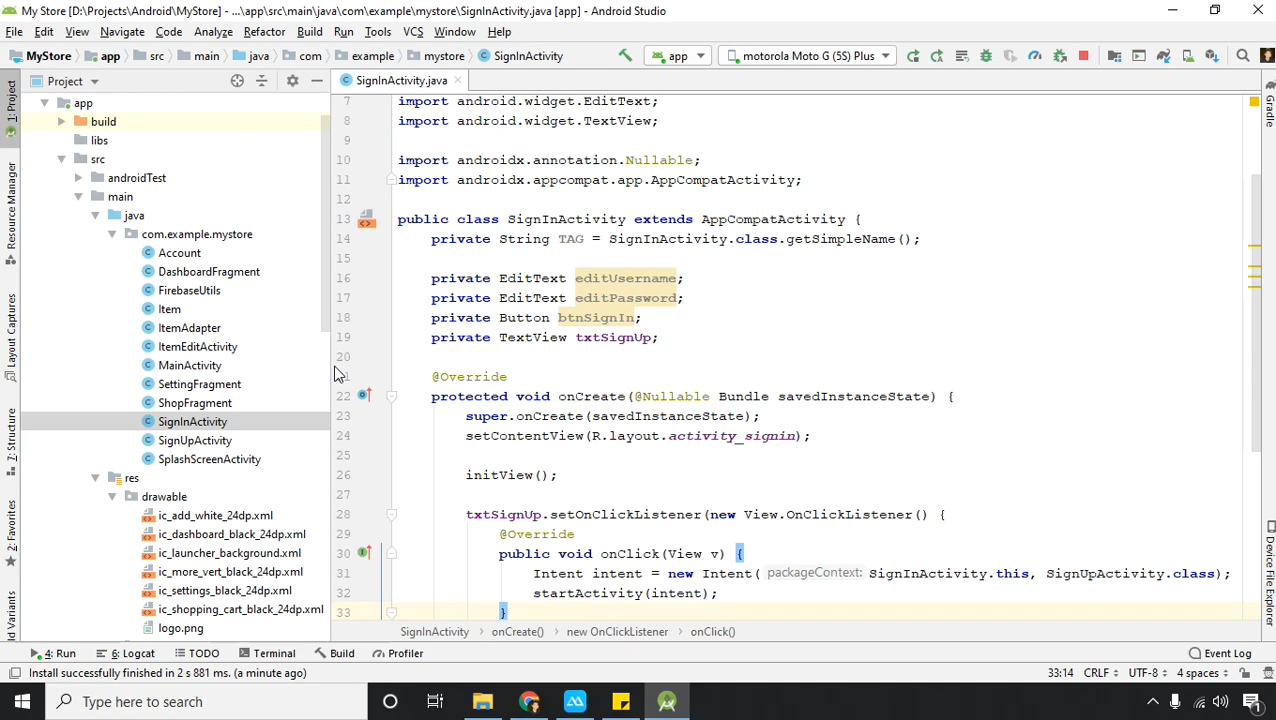 My Store [D:\Projects\Android\MyStore] - ...\app\src\main\java\com\example\mystore\SignInActivity.java [app] - Android Studio
File Edit View Navigate Code Analyze Refactor Build Run Tools VCS Window Help
MyStore app src main java com example mystore SignInActivity app motorola Moto G (5S) Plus
Project SignInActivity.java
1: Project
Resource Manager
Layout Captures
7: Structure
2: Favorites
ld Variants
app
build
libs
src
androidTest
main
java
com.example.mystore
Account
DashboardFragment
FirebaseUtils
Item
ItemAdapter
ItemEditActivity
MainActivity
SettingFragment
ShopFragment
SignInActivity
SignUpActivity
SplashScreenActivity
res
drawable
ic_add_white_24dp.xml
ic_dashboard_black_24dp.xml
ic_launcher_background.xml
ic_more_vert_black_24dp.xml
ic_settings_black_24dp.xml
ic_shopping_cart_black_24dp.xml
logo.png
7 import android.widget.EditText;
8 import android.widget.TextView;
9
10 import androidx.annotation.Nullable;
11 import androidx.appcompat.app.AppCompatActivity;
12
13 public class SignInActivity extends AppCompatActivity {
14 private String TAG = SignInActivity.class.getSimpleName();
15
16 private EditText editUsername;
17 private EditText editPassword;
18 private Button btnSignIn;
19 private TextView txtSignUp;
20
@Override
22 protected void onCreate(@Nullable Bundle savedInstanceState) {
23 super.onCreate(savedInstanceState);
24 setContentView(R.layout.activity_signin);
25
26 initView();
27
28 txtSignUp.setOnClickListener(new View.OnClickListener() {
29 @Override
30 public void onClick(View v) {
31 Intent intent = new Intent( packageContext: SignInActivity.this, SignUpActivity.class);
32 startActivity(intent);
33 }
SignInActivity onCreate() new OnClickListener onClick()
Gradle
Device File Explorer
4: Run 6: Logcat TODO Terminal Build Profiler Event Log
Install successfully finished in 2 s 881 ms. (a minute ago) 33:14 CRLF UTF-8 4 spaces
Type here to search
1